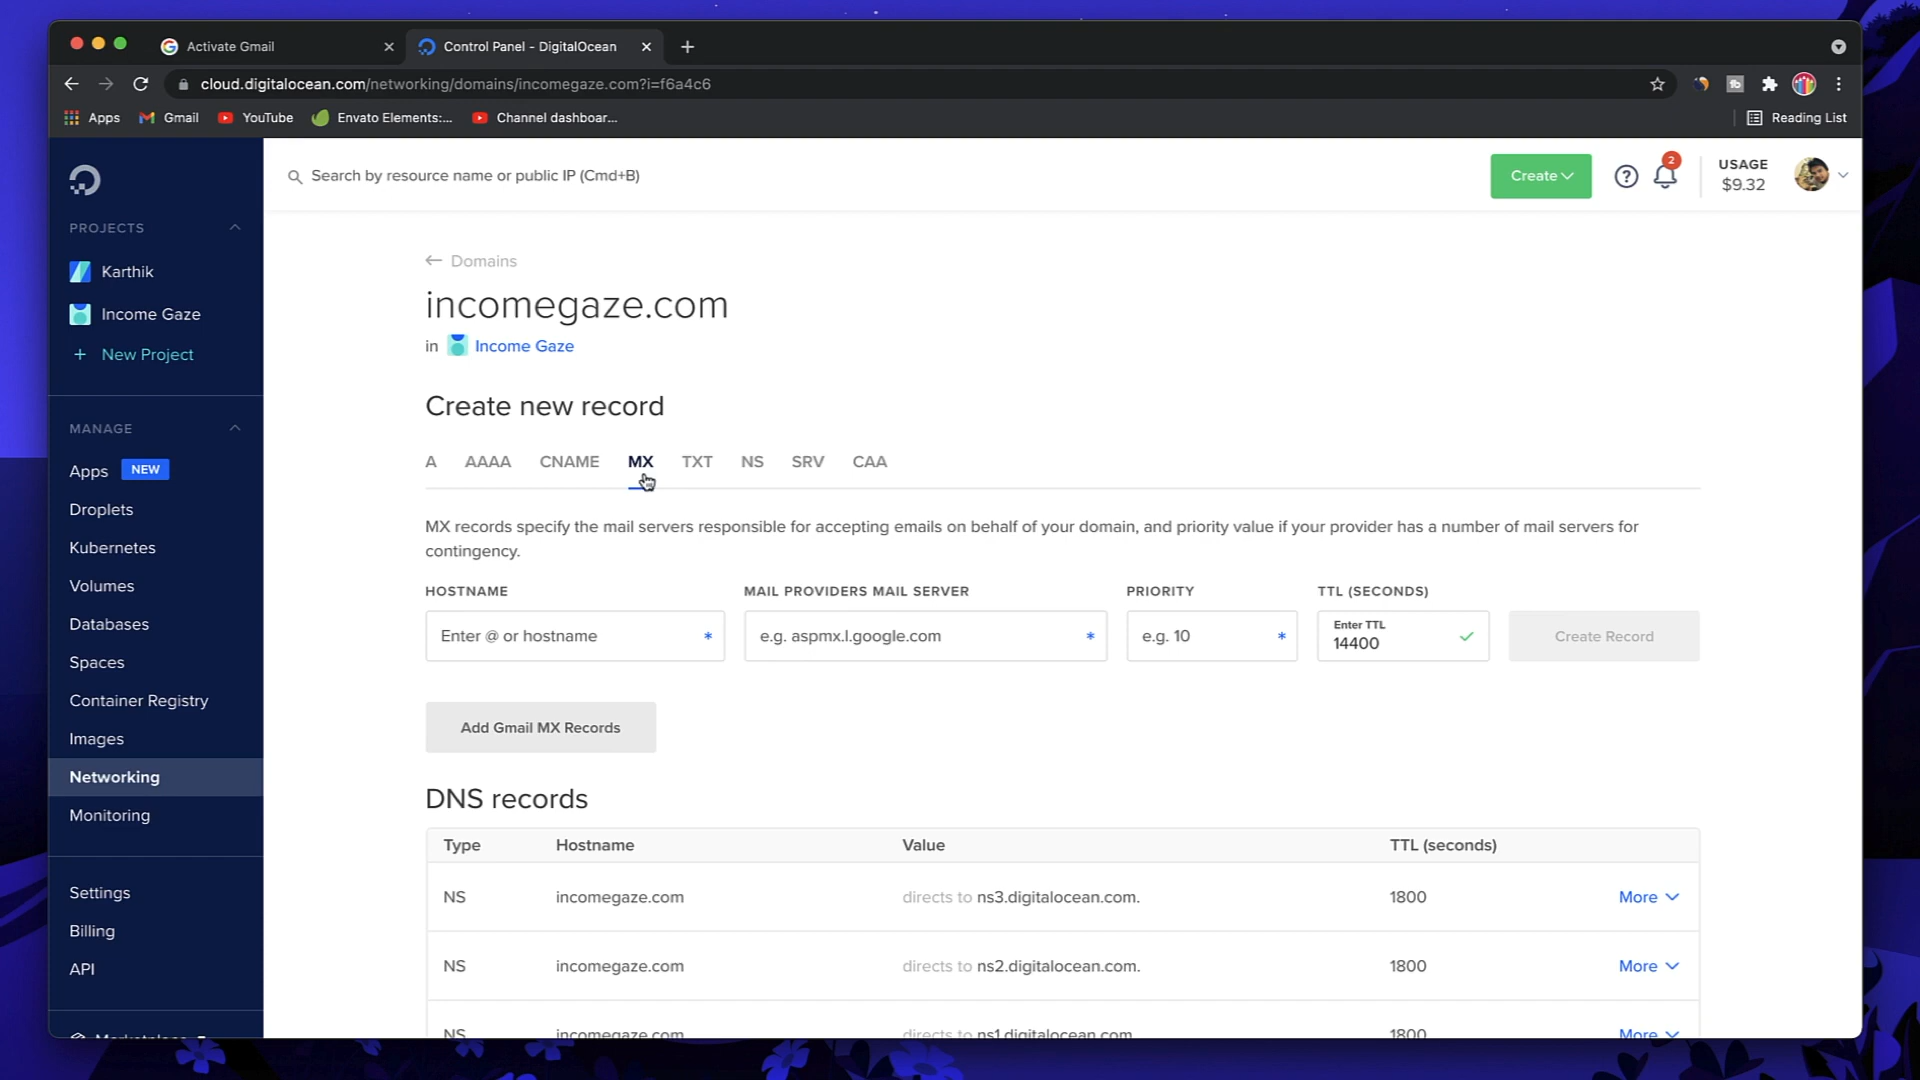 Activate Gmail
Control Panel - DigitalOcean
cloud.digitalocean.com/networking/domains/incomegaze.com?i=f6a4c6
Apps
Gmail
YouTube
Envato Elements:...
Channel dashboar...
Reading List
Search by resource name or public IP (Cmd+B)
Create
2
USAGE
$9.32
PROJECTS
Karthik
Income Gaze
+ New Project
MANAGE
Apps NEW
Droplets
Kubernetes
Volumes
Databases
Spaces
Container Registry
Images
Networking
Monitoring
Settings
Billing
API
← Domains
incomegaze.com
in Income Gaze
Create new record
A AAAA CNAME MX TXT NS SRV CAA
MX records specify the mail servers responsible for accepting emails on behalf of your domain, and priority value if your provider has a number of mail servers for
contingency.
HOSTNAME MAIL PROVIDERS MAIL SERVER PRIORITY TTL (SECONDS)
Enter @ or hostname * e.g. aspmx.l.google.com * e.g. 10 * Enter TTL
14400
Create Record
Add Gmail MX Records
DNS records
Type Hostname Value TTL (seconds)
NS incomegaze.com directs to ns3.digitalocean.com. 1800 More
NS incomegaze.com directs to ns2.digitalocean.com. 1800 More
NS incomegaze.com directs to ns1.digitalocean.com. 1800 More